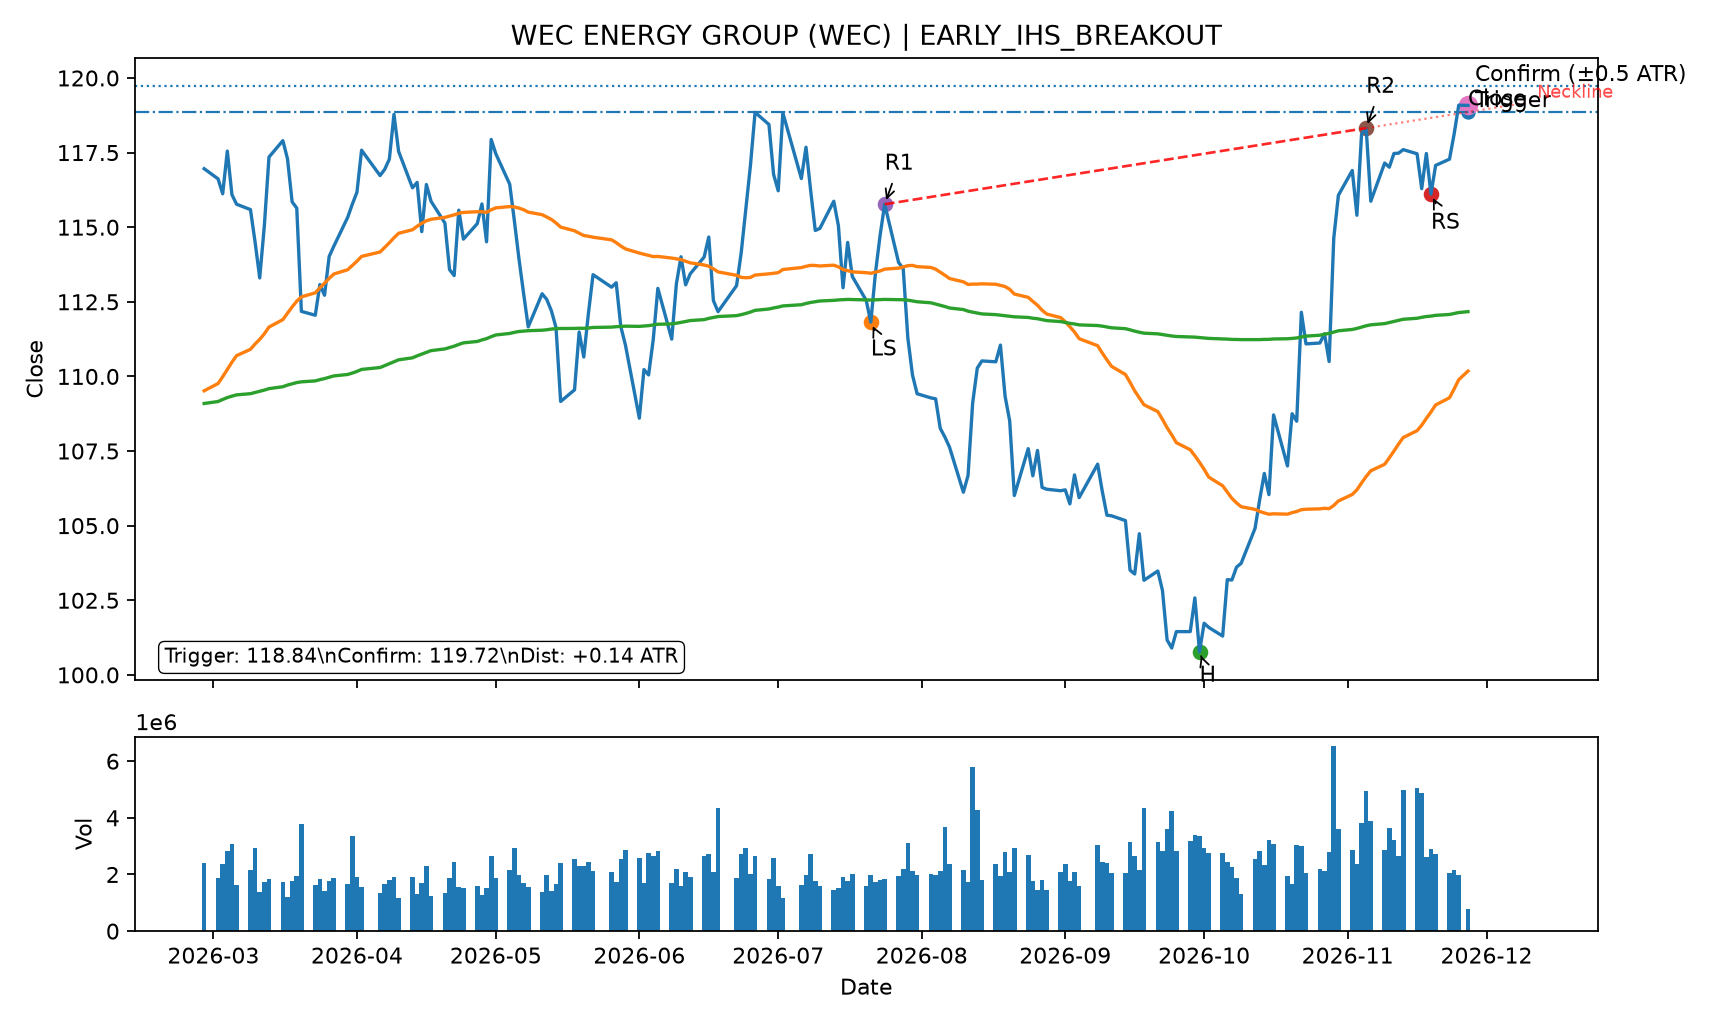 WEC ENERGY GROUP (WEC) | EARLY_IHS_BREAKOUT
Close
120.0
117.5
115.0
112.5
110.0
107.5
105.0
102.5
100.0
Confirm (±0.5 ATR)
Neckline
Close
Trigger
R2
R1
RS
LS
H
Trigger: 118.84\nConfirm: 119.72\nDist: +0.14 ATR
1e6
Vol
6
4
2
0
2026-03
2026-04
2026-05
2026-06
2026-07
2026-08
2026-09
2026-10
2026-11
2026-12
Date